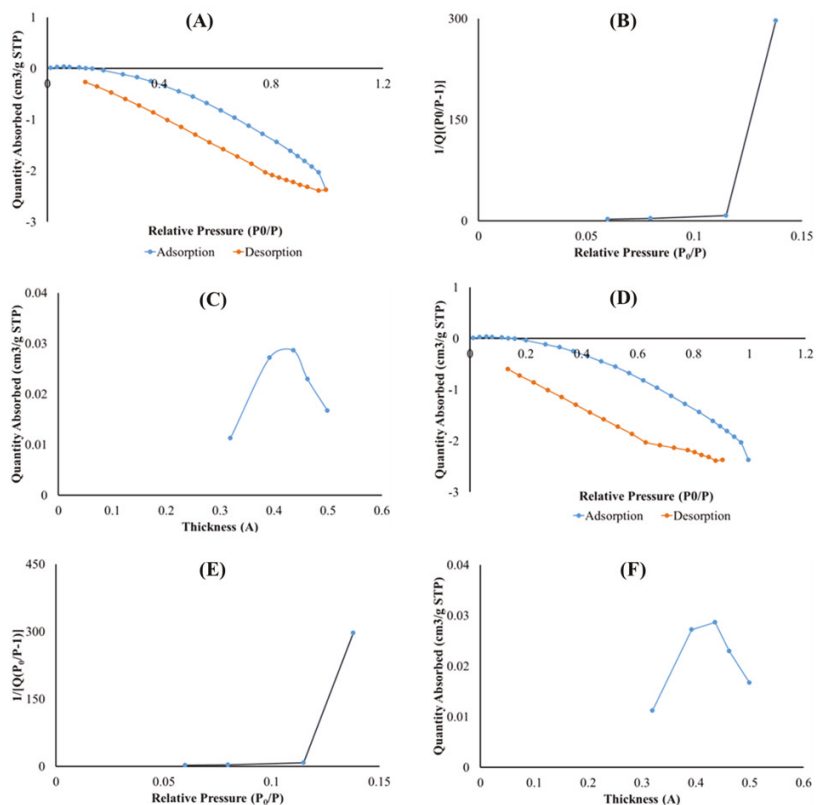 (A)
Quantity Absorbed (cm3/g STP)
1
0
-1
-2
-3
0
0.4
0.8
1.2
Relative Pressure (P0/P)
Adsorption
Desorption
(B)
1/Q[(P0/P-1)]
300
150
0
0
0.05
0.1
0.15
Relative Pressure (P₀/P)
(C)
Quantity Absorbed (cm3/g STP)
0.04
0.03
0.02
0.01
0
0
0.1
0.2
0.3
0.4
0.5
0.6
Thickness (A)
(D)
Quantity Absorbed (cm3/g STP)
1
0
-1
-2
-3
0
0.2
0.4
0.6
0.8
1
1.2
Relative Pressure (P0/P)
Adsorption
Desorption
(E)
1/[Q(P₀/P-1)]
450
300
150
0
0
0.05
0.1
0.15
Relative Pressure (P₀/P)
(F)
Quantity Absorbed (cm3/g STP)
0.04
0.03
0.02
0.01
0
0
0.1
0.2
0.3
0.4
0.5
0.6
Thickness (A)